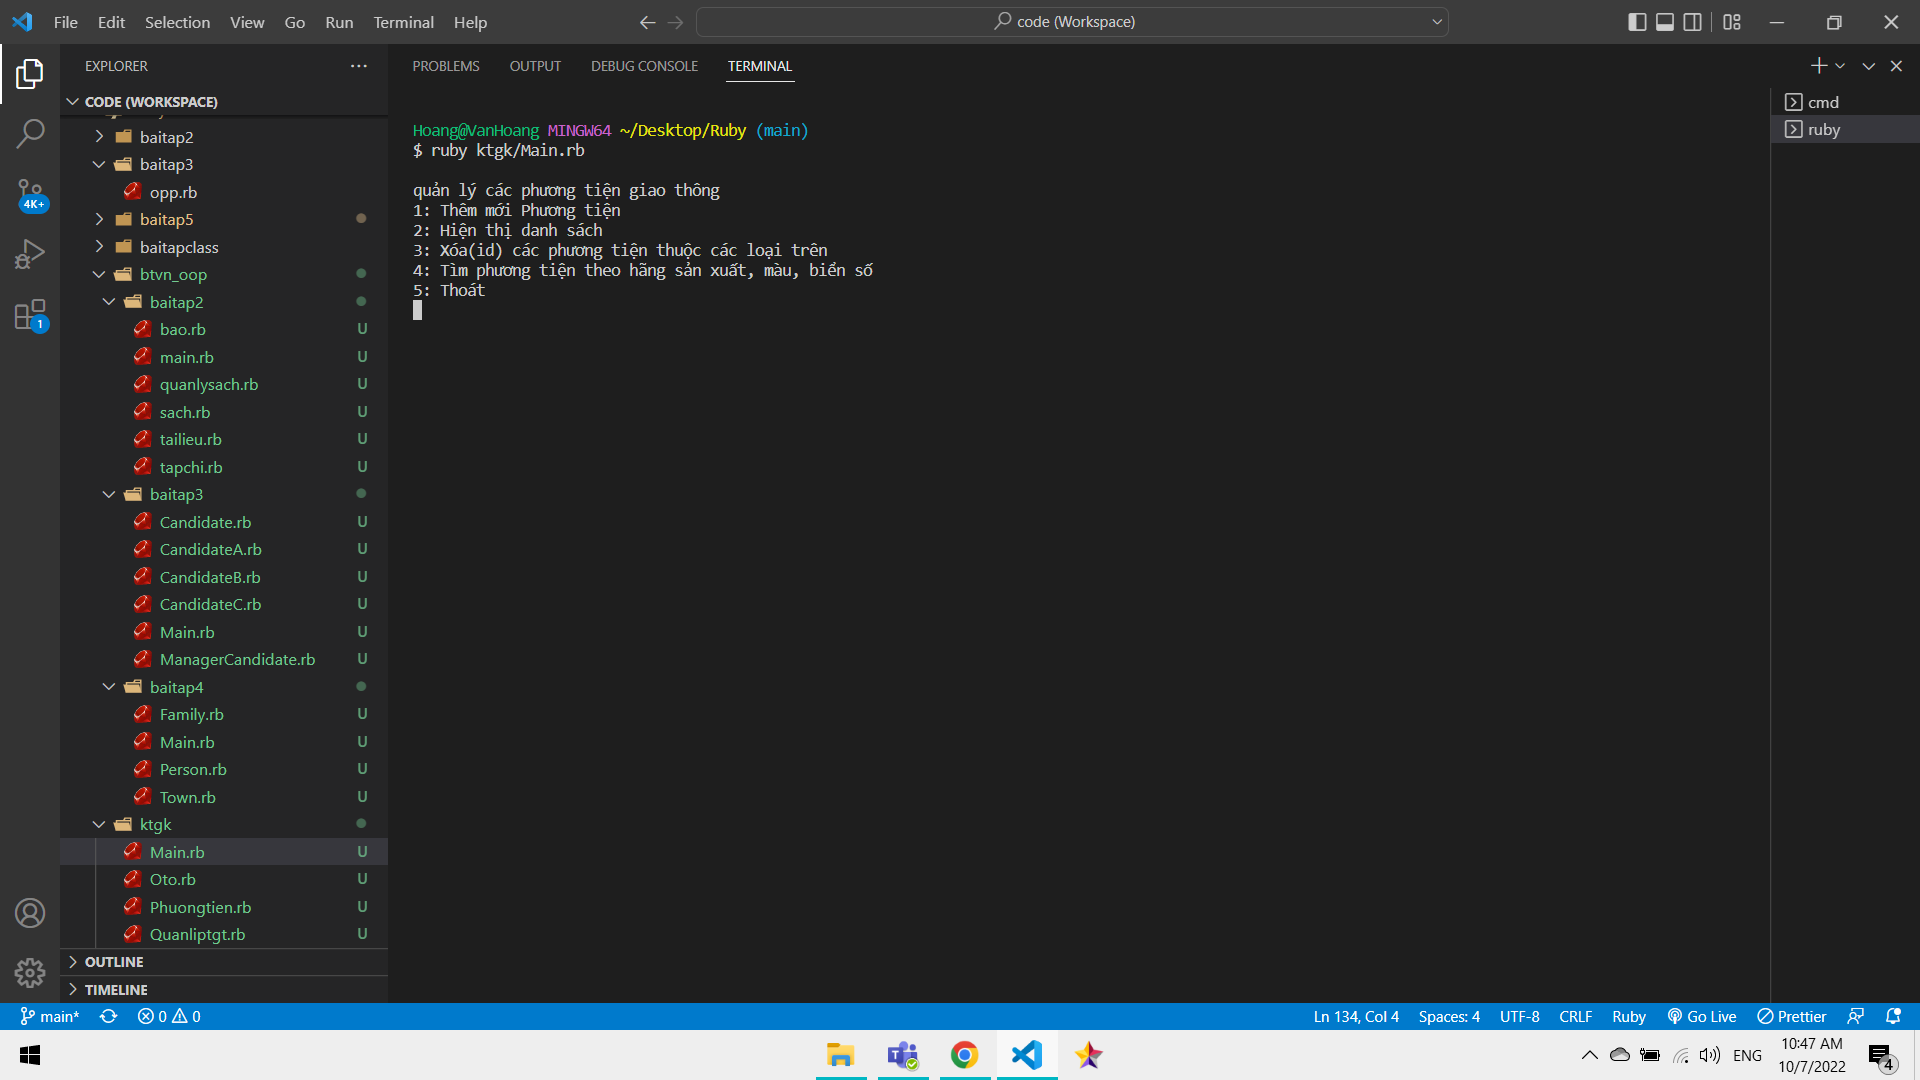 File Edit Selection View Go Run Terminal Help
code (Workspace)
EXPLORER
CODE (WORKSPACE)
baitap2
baitap3
opp.rb
baitap5
baitapclass
btvn_oop
baitap2
bao.rb U
main.rb U
quanlysach.rb U
sach.rb U
tailieu.rb U
tapchi.rb U
baitap3
Candidate.rb U
CandidateA.rb U
CandidateB.rb U
CandidateC.rb U
Main.rb U
ManagerCandidate.rb U
baitap4
Family.rb U
Main.rb U
Person.rb U
Town.rb U
ktgk
Main.rb U
Oto.rb U
Phuongtien.rb U
Quanliptgt.rb U
OUTLINE
TIMELINE
4K+
1
PROBLEMS OUTPUT DEBUG CONSOLE TERMINAL
Hoang@VanHoang MINGW64 ~/Desktop/Ruby (main)
$ ruby ktgk/Main.rb
quản lý các phương tiện giao thông
1: Thêm mới Phương tiện
2: Hiện thị danh sách
3: Xóa(id) các phương tiện thuộc các loại trên
4: Tìm phương tiện theo hãng sản xuất, màu, biển số
5: Thoát
cmd
ruby
main* 0 0
Ln 134, Col 4 Spaces: 4 UTF-8 CRLF Ruby Go Live Prettier
ENG
10:47 AM
10/7/2022
4